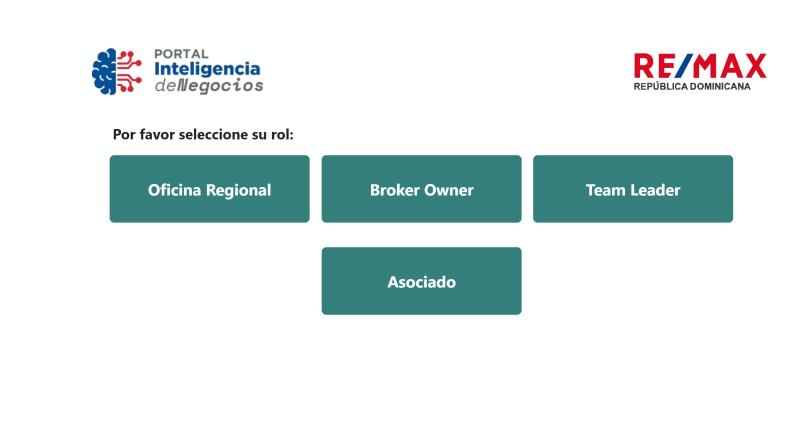 PORTAL
Inteligencia
deNegocios
RE/MAX
REPÚBLICA DOMINICANA
Por favor seleccione su rol:
Oficina Regional
Broker Owner
Team Leader
Asociado